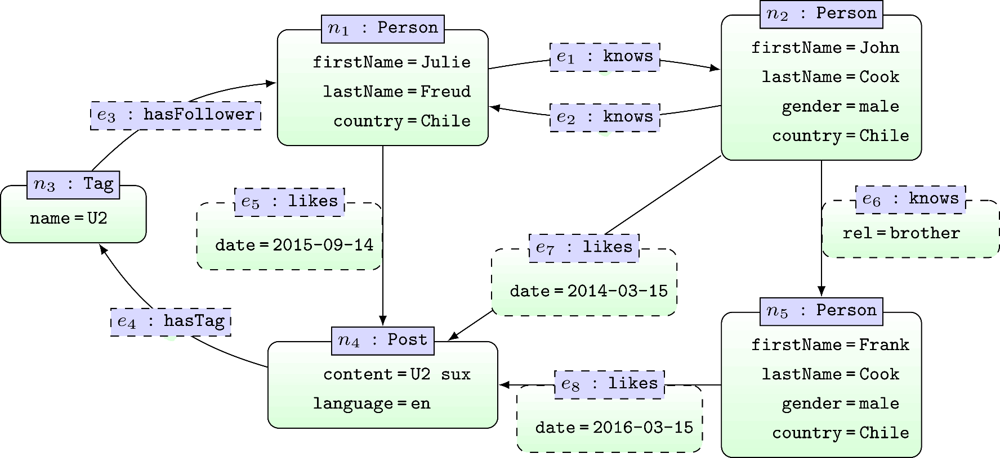 n₁ : Person
firstName = Julie
lastName = Freud
country = Chile
e₁ : knows
e₂ : knows
n₂ : Person
firstName = John
lastName = Cook
gender = male
country = Chile
e₃ : hasFollower
n₃ : Tag
name = U2
e₅ : likes
date = 2015-09-14
e₇ : likes
date = 2014-03-15
e₆ : knows
rel = brother
e₄ : hasTag
n₄ : Post
content = U2 sux
language = en
e₈ : likes
date = 2016-03-15
n₅ : Person
firstName = Frank
lastName = Cook
gender = male
country = Chile